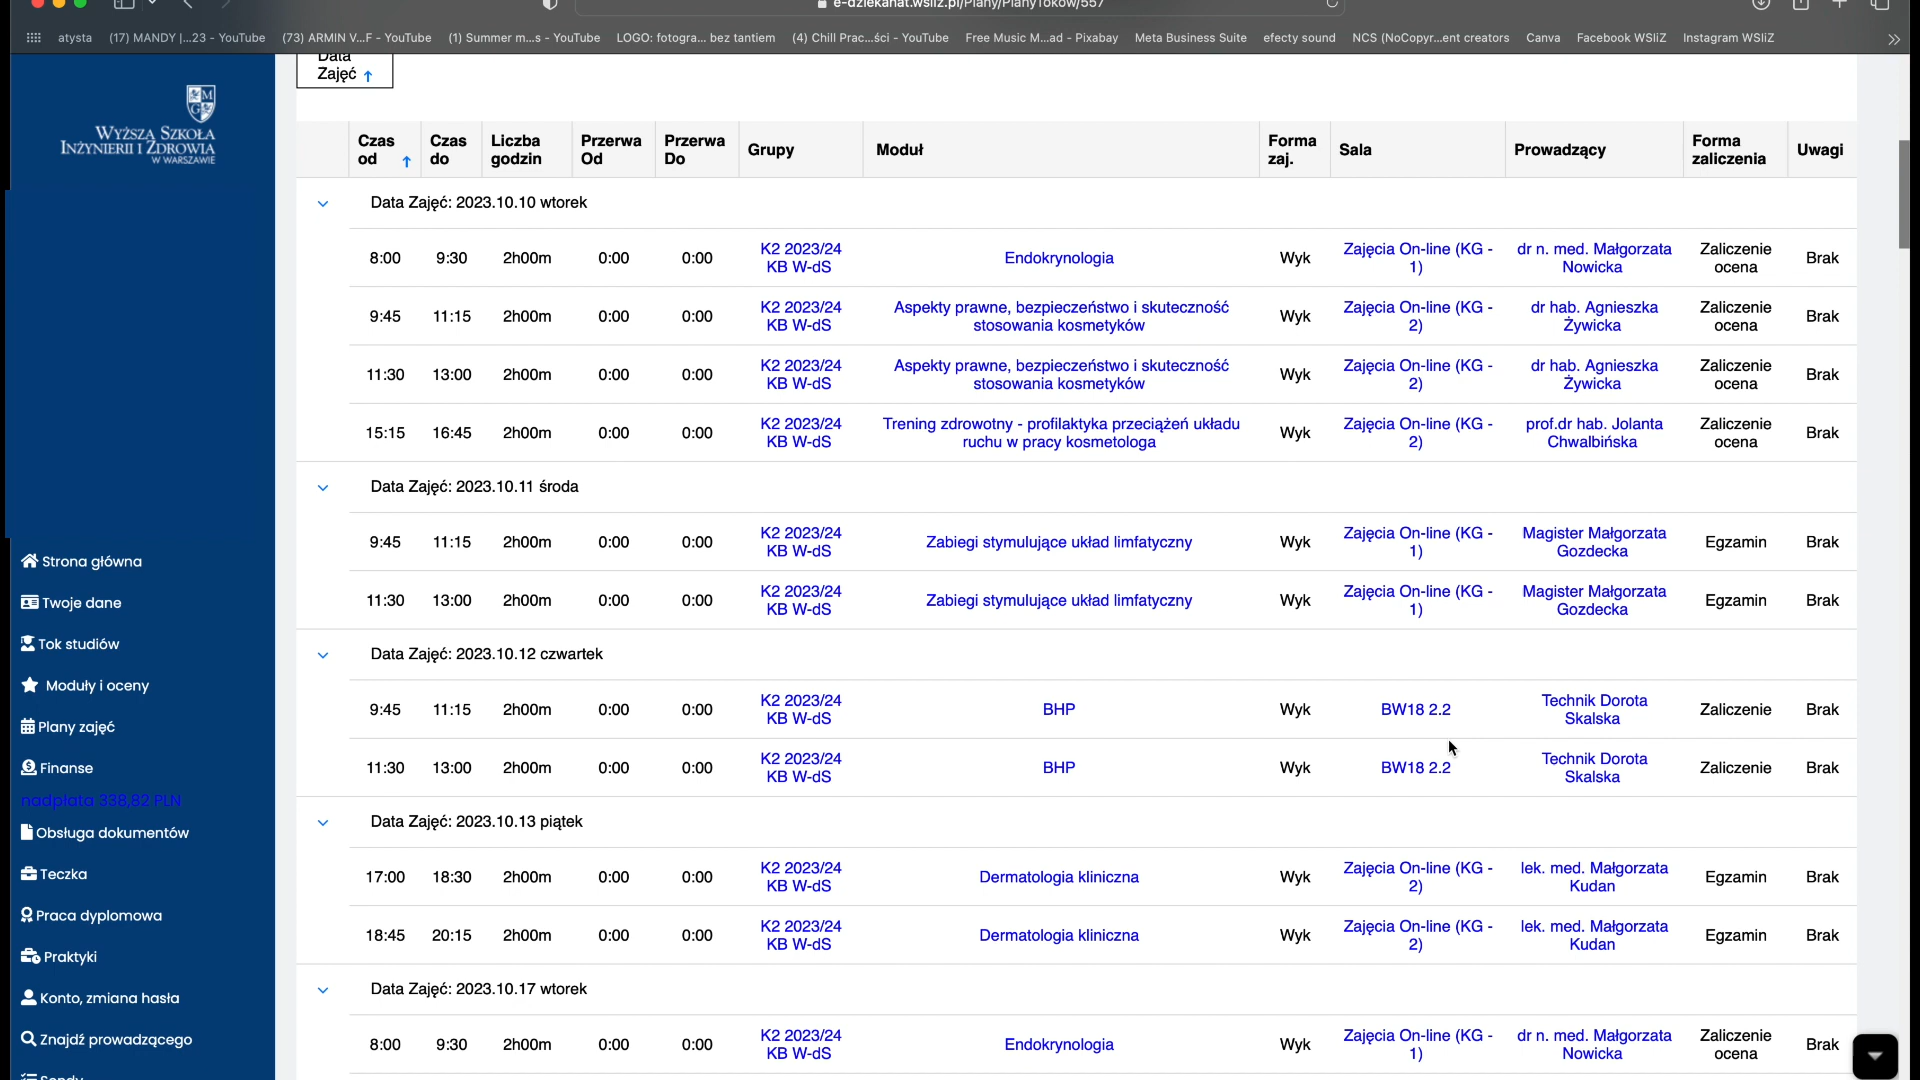 e-dziekanat.wsiiz.pl/Plany/PlanyTokow/557
atysta (17) MANDY |...23 - YouTube (73) ARMIN V...F - YouTube (1) Summer m...s - YouTube LOGO: fotogra... bez tantiem (4) Chill Prac...ści - YouTube Free Music M...ad - Pixabay Meta Business Suite efecty sound NCS (NoCopyr...ent creators Canva Facebook WSIiZ Instagram WSIiZ
Data
Zajęć
WYŻSZA SZKOŁA
INŻYNIERII I ZDROWIA
W WARSZAWIE
Strona główna
Twoje dane
Tok studiów
Moduły i oceny
Plany zajęć
Finanse
nadpłata 338,82 PLN
Obsługa dokumentów
Teczka
Praca dyplomowa
Praktyki
Konto, zmiana hasła
Znajdź prowadzącego
Czas od Czas do Liczba godzin Przerwa Od Przerwa Do Grupy Moduł Forma zaj. Sala Prowadzący Forma zaliczenia Uwagi
Data Zajęć: 2023.10.10 wtorek
8:00 9:30 2h00m 0:00 0:00 K2 2023/24 KB W-dS Endokrynologia Wyk Zajęcia On-line (KG - 1) dr n. med. Małgorzata Nowicka Zaliczenie ocena Brak
9:45 11:15 2h00m 0:00 0:00 K2 2023/24 KB W-dS Aspekty prawne, bezpieczeństwo i skuteczność stosowania kosmetyków Wyk Zajęcia On-line (KG - 2) dr hab. Agnieszka Żywicka Zaliczenie ocena Brak
11:30 13:00 2h00m 0:00 0:00 K2 2023/24 KB W-dS Aspekty prawne, bezpieczeństwo i skuteczność stosowania kosmetyków Wyk Zajęcia On-line (KG - 2) dr hab. Agnieszka Żywicka Zaliczenie ocena Brak
15:15 16:45 2h00m 0:00 0:00 K2 2023/24 KB W-dS Trening zdrowotny - profilaktyka przeciążeń układu ruchu w pracy kosmetologa Wyk Zajęcia On-line (KG - 2) prof.dr hab. Jolanta Chwalbińska Zaliczenie ocena Brak
Data Zajęć: 2023.10.11 środa
9:45 11:15 2h00m 0:00 0:00 K2 2023/24 KB W-dS Zabiegi stymulujące układ limfatyczny Wyk Zajęcia On-line (KG - 1) Magister Małgorzata Gozdecka Egzamin Brak
11:30 13:00 2h00m 0:00 0:00 K2 2023/24 KB W-dS Zabiegi stymulujące układ limfatyczny Wyk Zajęcia On-line (KG - 1) Magister Małgorzata Gozdecka Egzamin Brak
Data Zajęć: 2023.10.12 czwartek
9:45 11:15 2h00m 0:00 0:00 K2 2023/24 KB W-dS BHP Wyk BW18 2.2 Technik Dorota Skalska Zaliczenie Brak
11:30 13:00 2h00m 0:00 0:00 K2 2023/24 KB W-dS BHP Wyk BW18 2.2 Technik Dorota Skalska Zaliczenie Brak
Data Zajęć: 2023.10.13 piątek
17:00 18:30 2h00m 0:00 0:00 K2 2023/24 KB W-dS Dermatologia kliniczna Wyk Zajęcia On-line (KG - 2) lek. med. Małgorzata Kudan Egzamin Brak
18:45 20:15 2h00m 0:00 0:00 K2 2023/24 KB W-dS Dermatologia kliniczna Wyk Zajęcia On-line (KG - 2) lek. med. Małgorzata Kudan Egzamin Brak
Data Zajęć: 2023.10.17 wtorek
8:00 9:30 2h00m 0:00 0:00 K2 2023/24 KB W-dS Endokrynologia Wyk Zajęcia On-line (KG - 1) dr n. med. Małgorzata Nowicka Zaliczenie ocena Brak